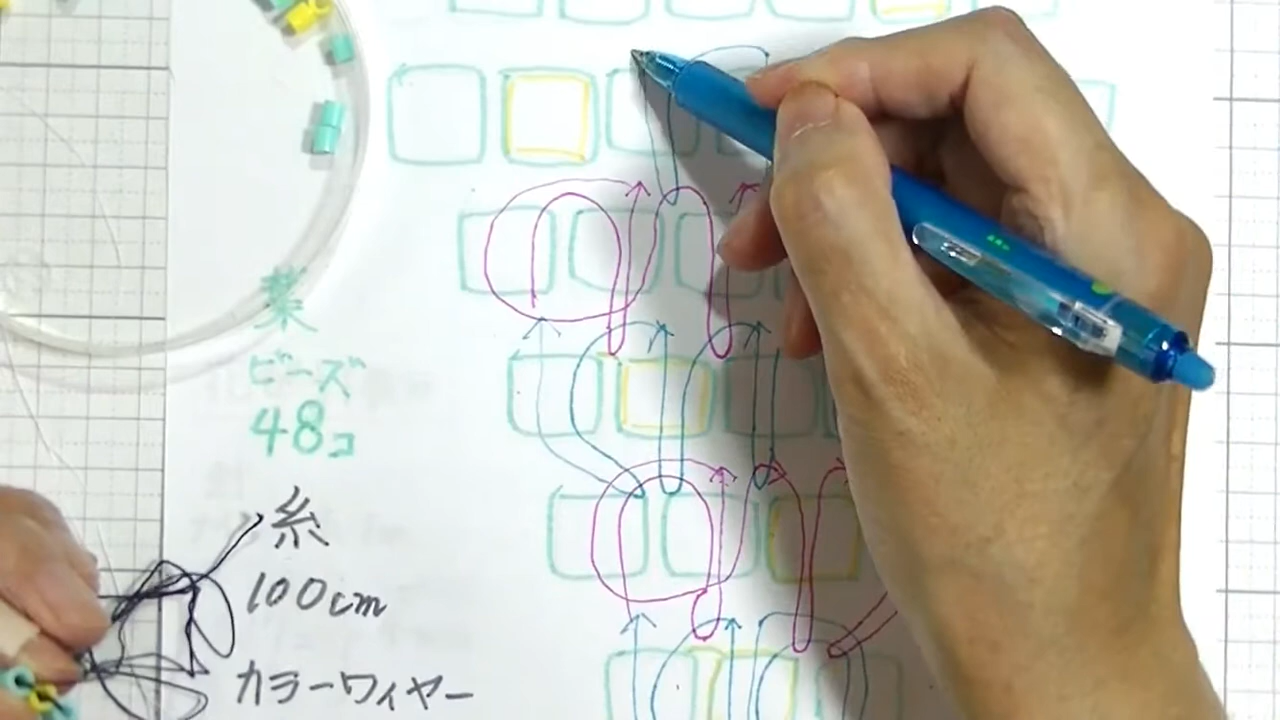 葉
ビーズ
48コ
糸
100cm
カラーワイヤー